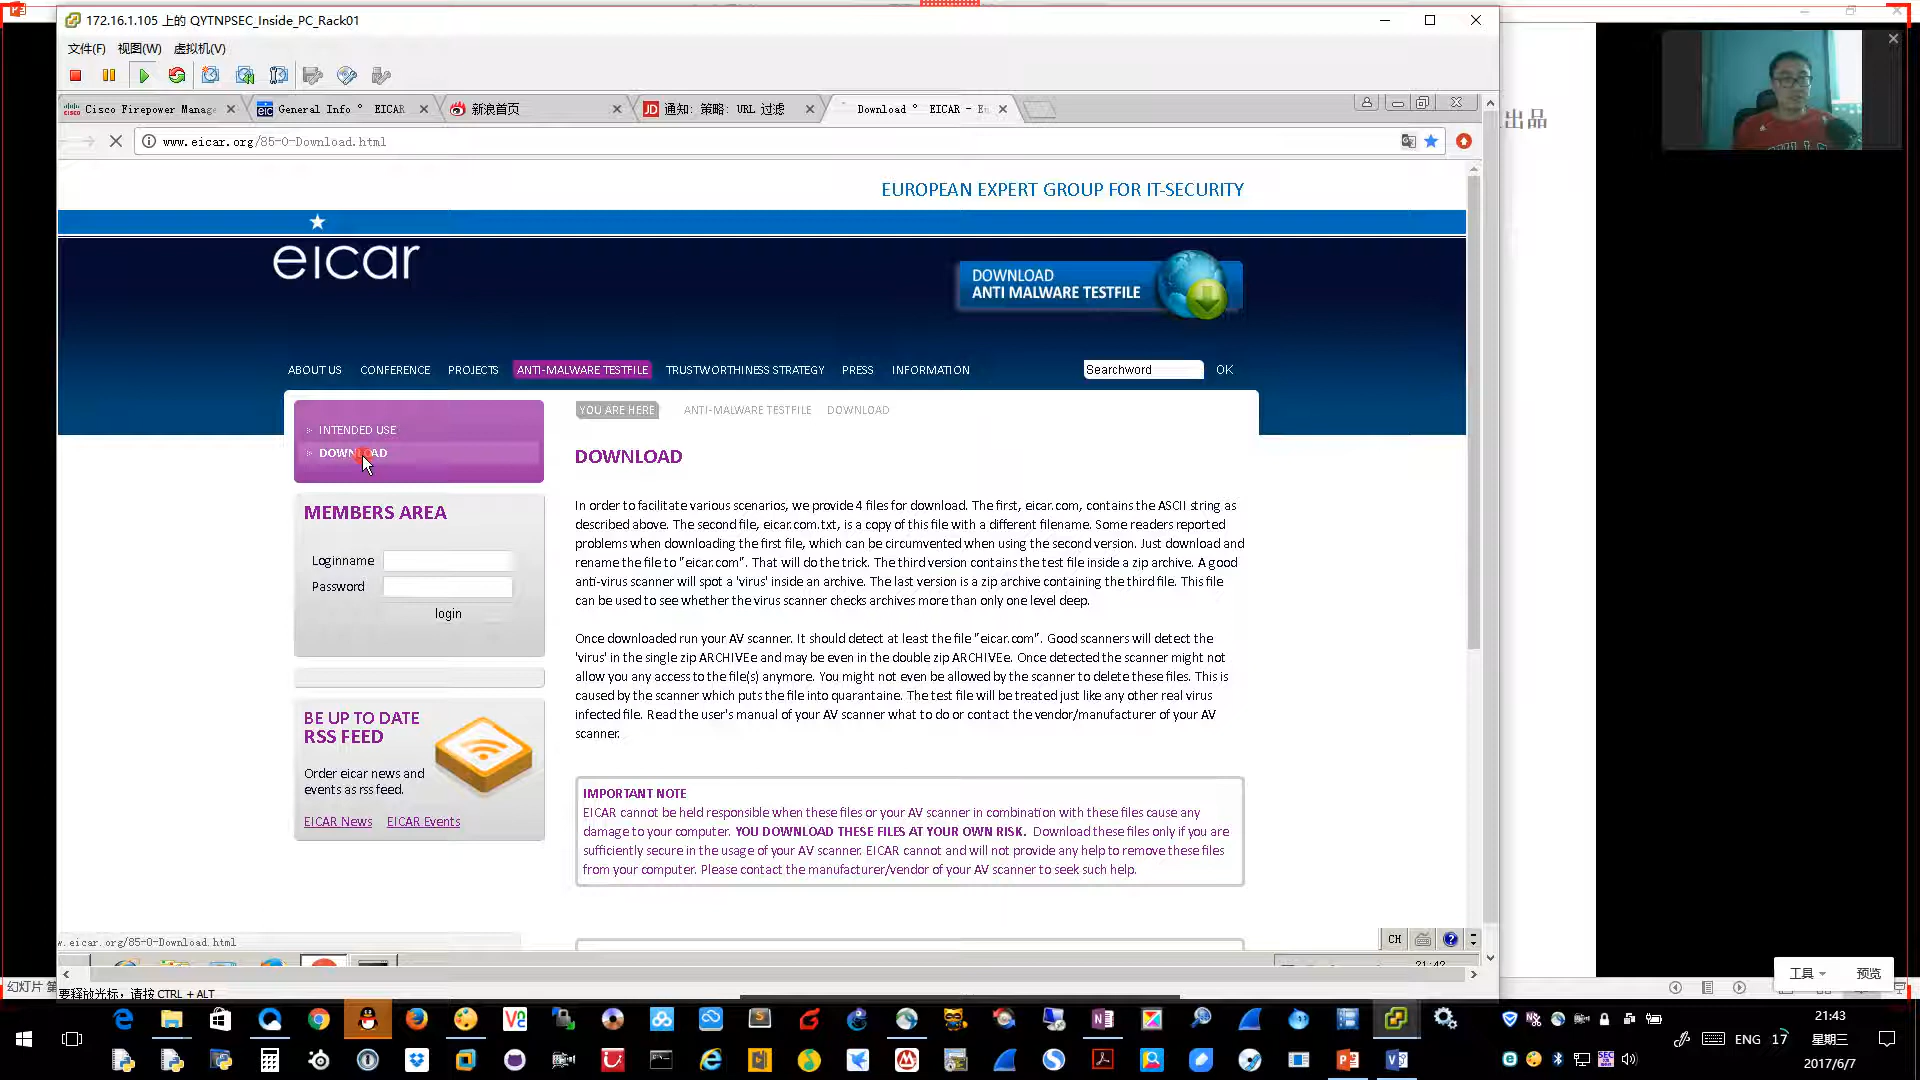 172.16.1.105 上的 QYTNPSEC_Inside_PC_Rack01
文件(F) 视图(W) 虚拟机(V)
Cisco Firepower Manage
General Info ° EICAR
新浪首页
JD 通知: 策略: URL 过滤
Download ° EICAR - E
出品
www.eicar.org/85-0-Download.html
EUROPEAN EXPERT GROUP FOR IT-SECURITY
eicar
DOWNLOAD
ANTI MALWARE TESTFILE
ABOUT US CONFERENCE PROJECTS ANTI-MALWARE TESTFILE TRUSTWORTHINESS STRATEGY PRESS INFORMATION Searchword OK
INTENDED USE
DOWNLOAD
YOU ARE HERE ANTI-MALWARE TESTFILE DOWNLOAD
DOWNLOAD
In order to facilitate various scenarios, we provide 4 files for download. The first, eicar.com, contains the ASCII string as
described above. The second file, eicar.com.txt, is a copy of this file with a different filename. Some readers reported
problems when downloading the first file, which can be circumvented when using the second version. Just download and
rename the file to "eicar.com". That will do the trick. The third version contains the test file inside a zip archive. A good
anti-virus scanner will spot a 'virus' inside an archive. The last version is a zip archive containing the third file. This file
can be used to see whether the virus scanner checks archives more than only one level deep.
Once downloaded run your AV scanner. It should detect at least the file "eicar.com". Good scanners will detect the
'virus' in the single zip ARCHIVEe and may be even in the double zip ARCHIVEe. Once detected the scanner might not
allow you any access to the file(s) anymore. You might not even be allowed by the scanner to delete these files. This is
caused by the scanner which puts the file into quarantaine. The test file will be treated just like any other real virus
infected file. Read the user's manual of your AV scanner what to do or contact the vendor/manufacturer of your AV
scanner.
IMPORTANT NOTE
EICAR cannot be held responsible when these files or your AV scanner in combination with these files cause any
damage to your computer. YOU DOWNLOAD THESE FILES AT YOUR OWN RISK. Download these files only if you are
sufficiently secure in the usage of your AV scanner. EICAR cannot and will not provide any help to remove these files
from your computer. Please contact the manufacturer/vendor of your AV scanner to seek such help.
MEMBERS AREA
Loginname
Password
login
BE UP TO DATE
RSS FEED
Order eicar news and
events as rss feed.
EICAR News EICAR Events
w.eicar.org/85-0-Download.html
CH
工具 预览
幻灯片 第
要释放光标，请按 CTRL + ALT
ENG 17
21:43
星期三
2017/6/7